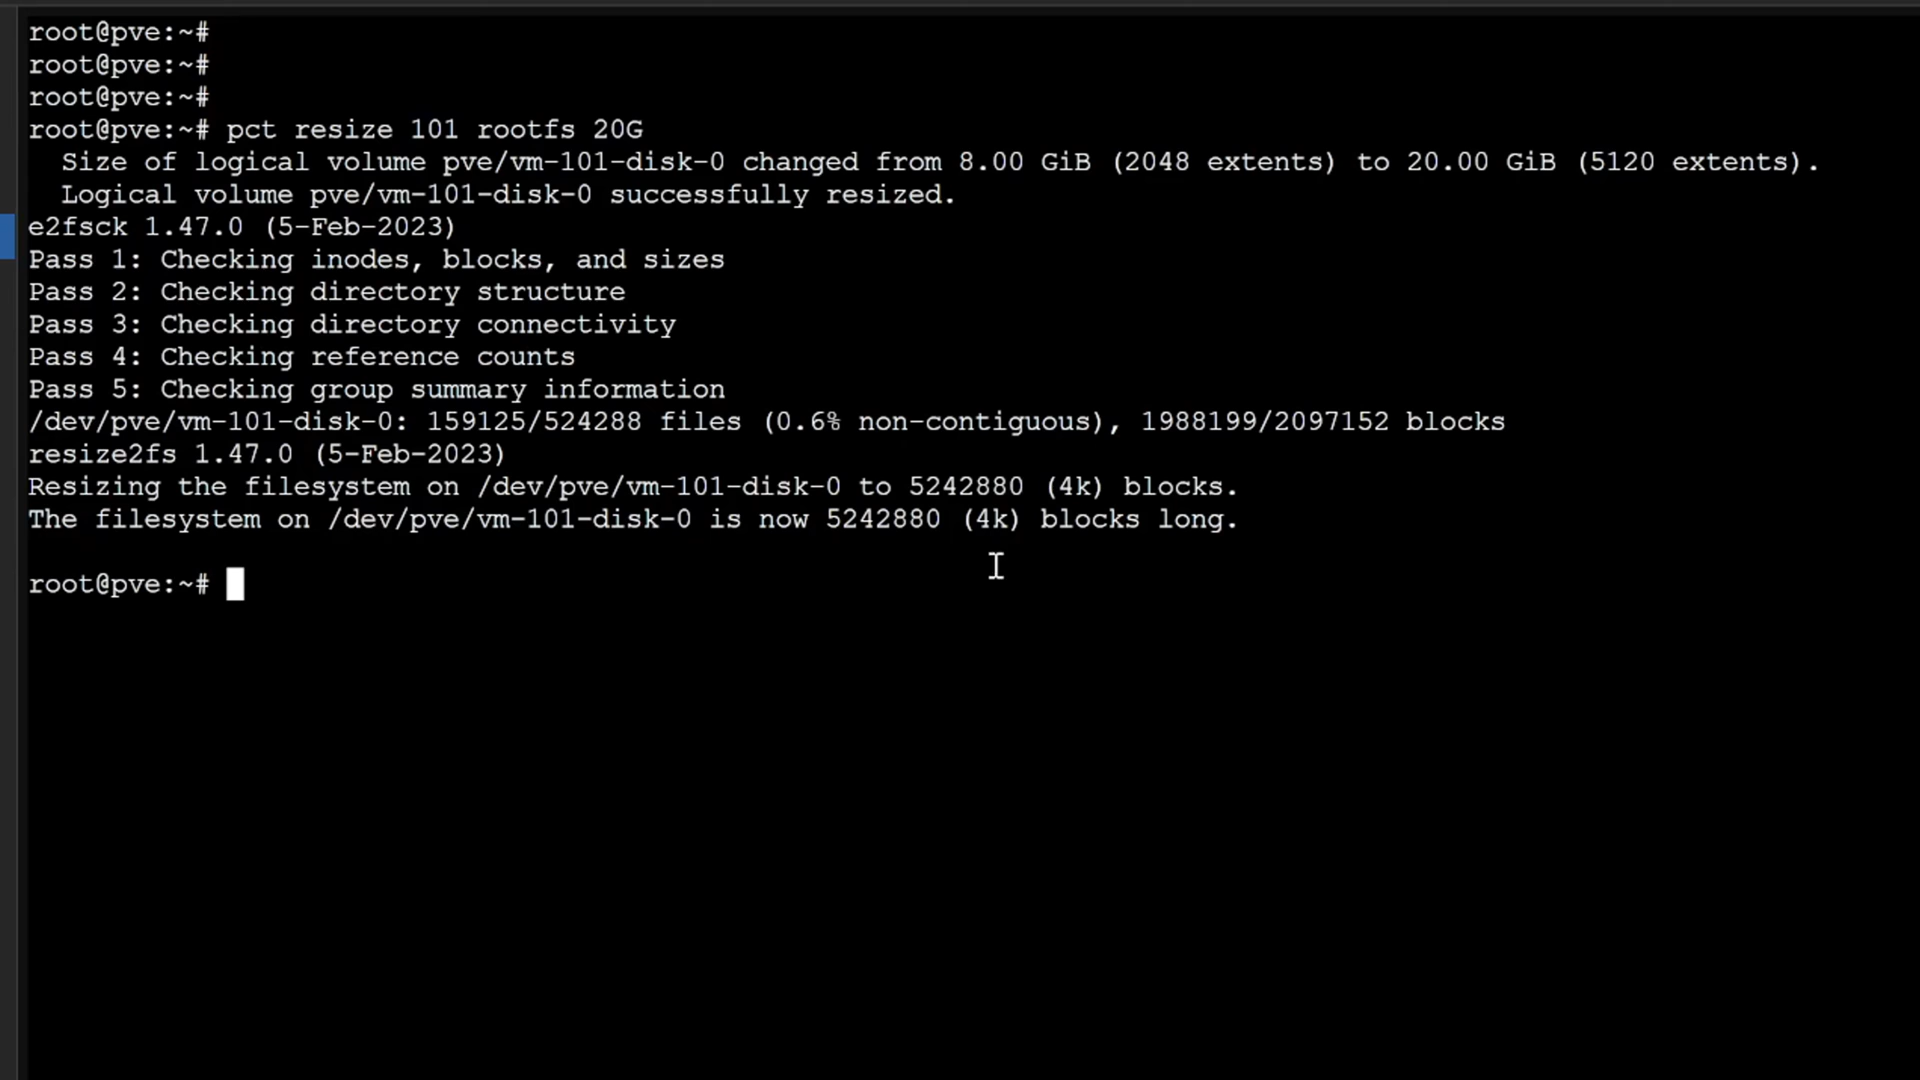 root@pve:~#
root@pve:~#
root@pve:~#
root@pve:~# pct resize 101 rootfs 20G
  Size of logical volume pve/vm-101-disk-0 changed from 8.00 GiB (2048 extents) to 20.00 GiB (5120 extents).
  Logical volume pve/vm-101-disk-0 successfully resized.
e2fsck 1.47.0 (5-Feb-2023)
Pass 1: Checking inodes, blocks, and sizes
Pass 2: Checking directory structure
Pass 3: Checking directory connectivity
Pass 4: Checking reference counts
Pass 5: Checking group summary information
/dev/pve/vm-101-disk-0: 159125/524288 files (0.6% non-contiguous), 1988199/2097152 blocks
resize2fs 1.47.0 (5-Feb-2023)
Resizing the filesystem on /dev/pve/vm-101-disk-0 to 5242880 (4k) blocks.
The filesystem on /dev/pve/vm-101-disk-0 is now 5242880 (4k) blocks long.
root@pve:~#